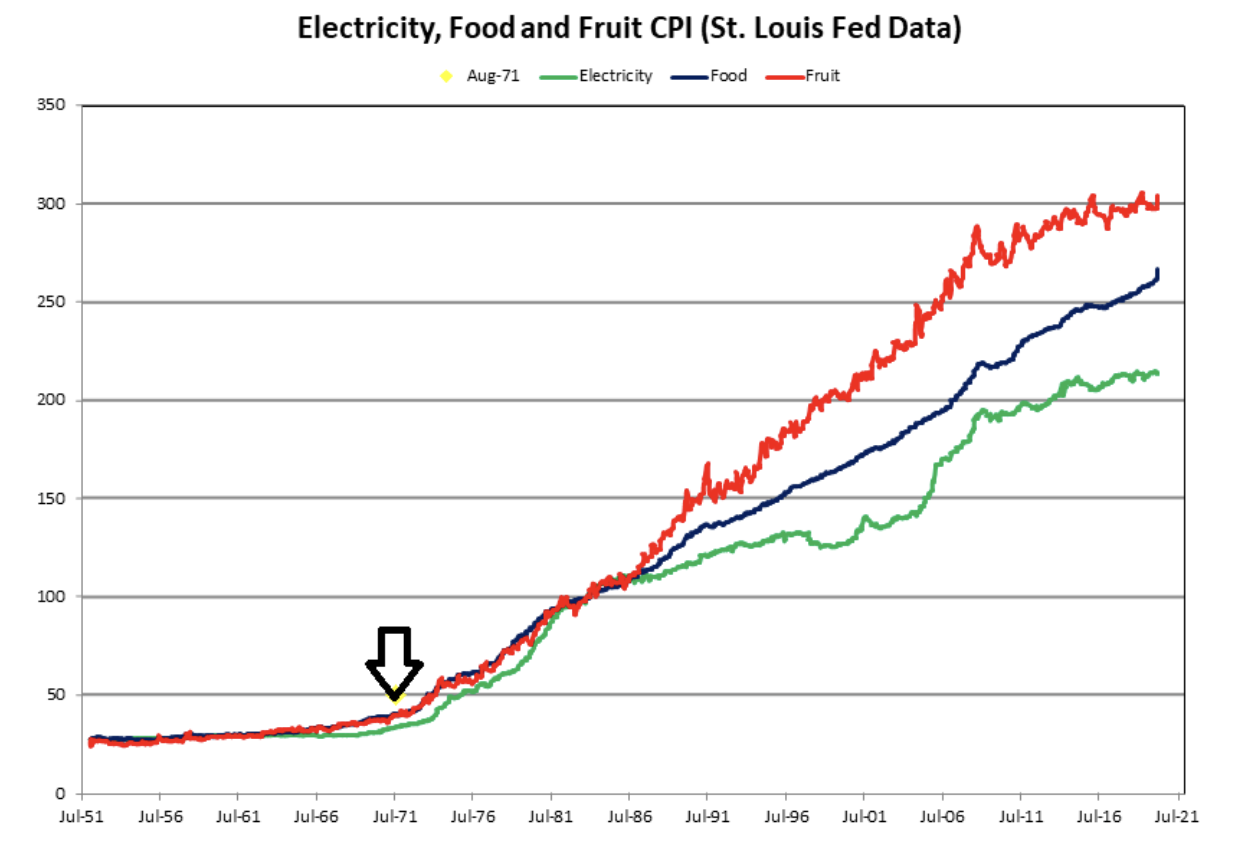 Electricity, Food and Fruit CPI (St. Louis Fed Data)
Aug-71 Electricity Food Fruit
350
300
250
200
150
100
50
0
Jul-51 Jul-56 Jul-61 Jul-66 Jul-71 Jul-76 Jul-81 Jul-86 Jul-91 Jul-96 Jul-01 Jul-06 Jul-11 Jul-16 Jul-21